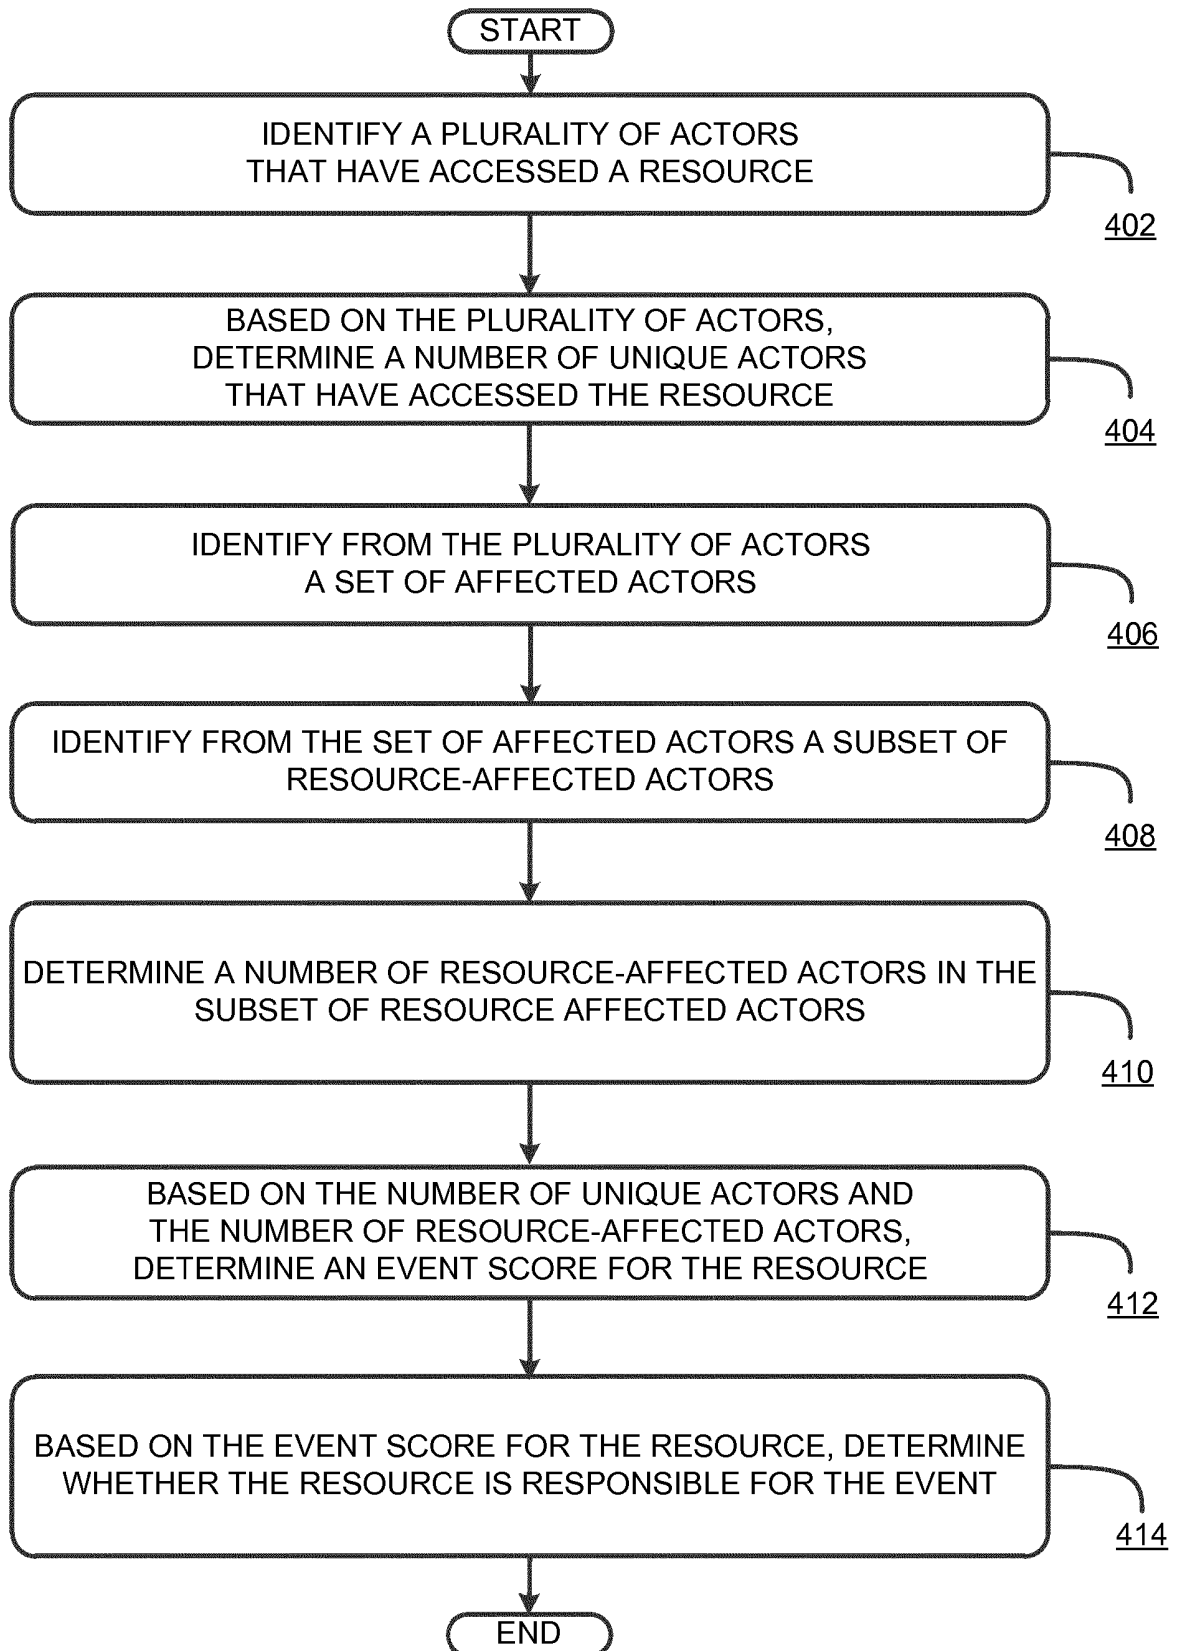 START
IDENTIFY A PLURALITY OF ACTORS
THAT HAVE ACCESSED A RESOURCE
402
BASED ON THE PLURALITY OF ACTORS,
DETERMINE A NUMBER OF UNIQUE ACTORS
THAT HAVE ACCESSED THE RESOURCE
404
IDENTIFY FROM THE PLURALITY OF ACTORS
A SET OF AFFECTED ACTORS
406
IDENTIFY FROM THE SET OF AFFECTED ACTORS A SUBSET OF
RESOURCE-AFFECTED ACTORS
408
DETERMINE A NUMBER OF RESOURCE-AFFECTED ACTORS IN THE
SUBSET OF RESOURCE AFFECTED ACTORS
410
BASED ON THE NUMBER OF UNIQUE ACTORS AND
THE NUMBER OF RESOURCE-AFFECTED ACTORS,
DETERMINE AN EVENT SCORE FOR THE RESOURCE
412
BASED ON THE EVENT SCORE FOR THE RESOURCE, DETERMINE
WHETHER THE RESOURCE IS RESPONSIBLE FOR THE EVENT
414
END